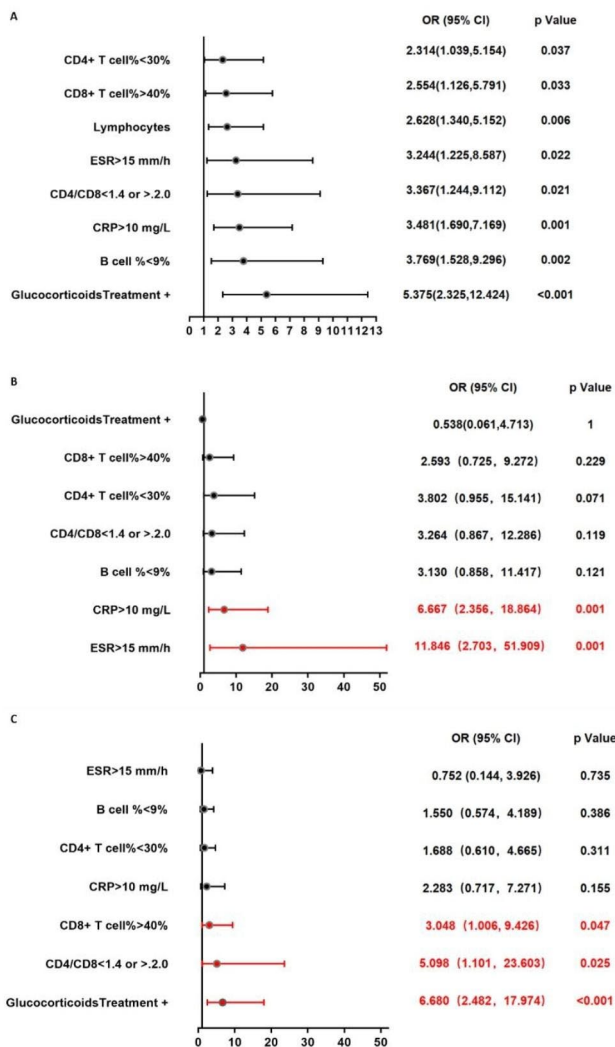 A
OR (95% CI) p Value
CD4+ T cell%<30% 2.314(1.039,5.154) 0.037
CD8+ T cell%>40% 2.554(1.126,5.791) 0.033
Lymphocytes 2.628(1.340,5.152) 0.006
ESR>15 mm/h 3.244(1.225,8.587) 0.022
CD4/CD8<1.4 or >.2.0 3.367(1.244,9.112) 0.021
CRP>10 mg/L 3.481(1.690,7.169) 0.001
B cell %<9% 3.769(1.528,9.296) 0.002
GlucocorticoidsTreatment + 5.375(2.325,12.424) <0.001
0 1 2 3 4 5 6 7 8 9 10 11 12 13
B
OR (95% CI) p Value
GlucocorticoidsTreatment + 0.538(0.061,4.713) 1
CD8+ T cell%>40% 2.593 (0.725, 9.272) 0.229
CD4+ T cell%<30% 3.802 (0.955, 15.141) 0.071
CD4/CD8<1.4 or >.2.0 3.264 (0.867, 12.286) 0.119
B cell %<9% 3.130 (0.858, 11.417) 0.121
CRP>10 mg/L 6.667 (2.356, 18.864) 0.001
ESR>15 mm/h 11.846 (2.703, 51.909) 0.001
0 10 20 30 40 50
C
OR (95% CI) p Value
ESR>15 mm/h 0.752 (0.144, 3.926) 0.735
B cell %<9% 1.550 (0.574, 4.189) 0.386
CD4+ T cell%<30% 1.688 (0.610, 4.665) 0.311
CRP>10 mg/L 2.283 (0.717, 7.271) 0.155
CD8+ T cell%>40% 3.048 (1.006, 9.426) 0.047
CD4/CD8<1.4 or >.2.0 5.098 (1.101, 23.603) 0.025
GlucocorticoidsTreatment + 6.680 (2.482, 17.974) <0.001
0 10 20 30 40 50